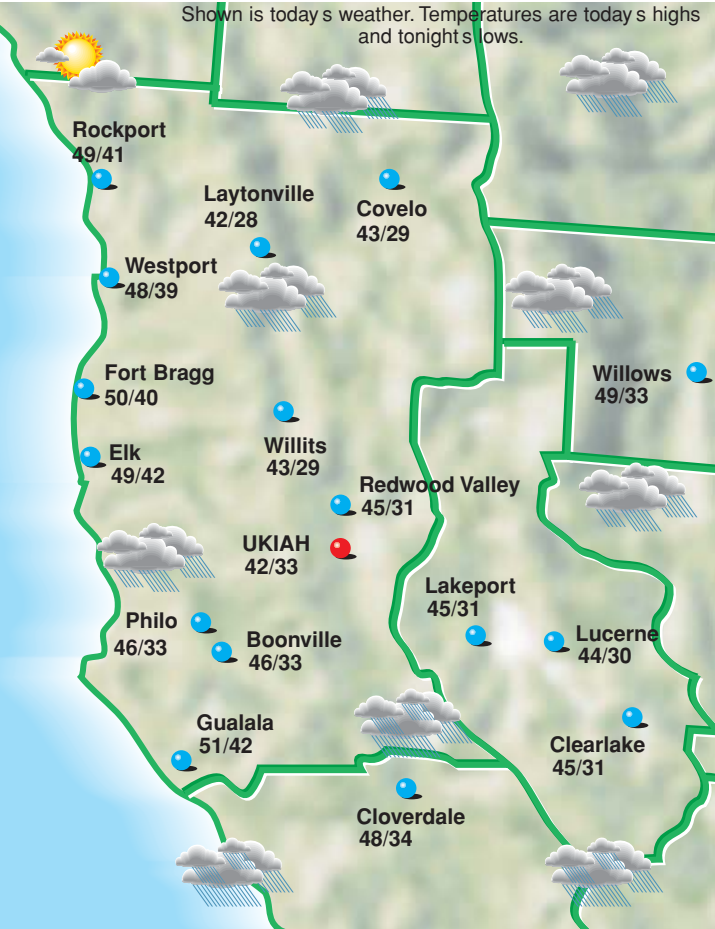 Shown is today s weather. Temperatures are today s highs
and tonight s lows.
Rockport
49/41
Laytonville
42/28
Covelo
43/29
Westport
48/39
Fort Bragg
50/40
Willows
49/33
Elk
49/42
Willits
43/29
Redwood Valley
45/31
UKIAH
42/33
Lakeport
45/31
Philo
46/33
Boonville
46/33
Lucerne
44/30
Gualala
51/42
Clearlake
45/31
Cloverdale
48/34